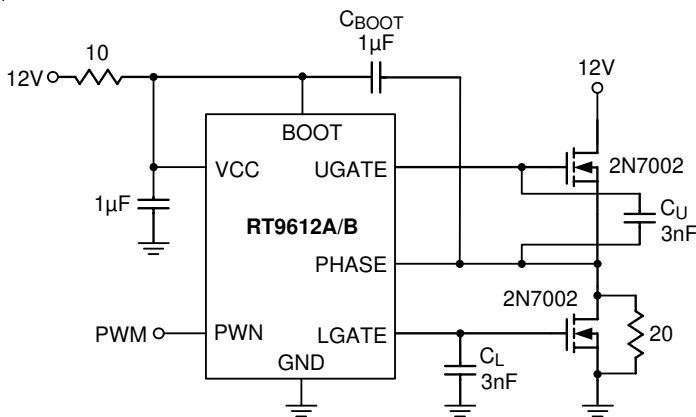 CBOOT
1µF
10
12V
12V
BOOT
VCC
UGATE
2N7002
1µF
RT9612A/B
CU
3nF
PHASE
2N7002
PWM
PWN
LGATE
20
GND
CL
3nF